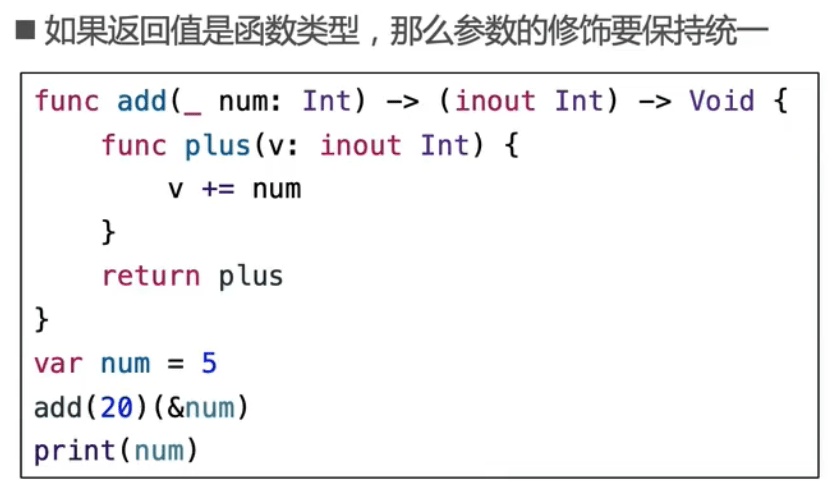 ■ 如果返回值是函数类型，那么参数的修饰要保持统一
func add(_ num: Int) -> (inout Int) -> Void {
    func plus(v: inout Int) {
        v += num
    }
    return plus
}
var num = 5
add(20)(&num)
print(num)